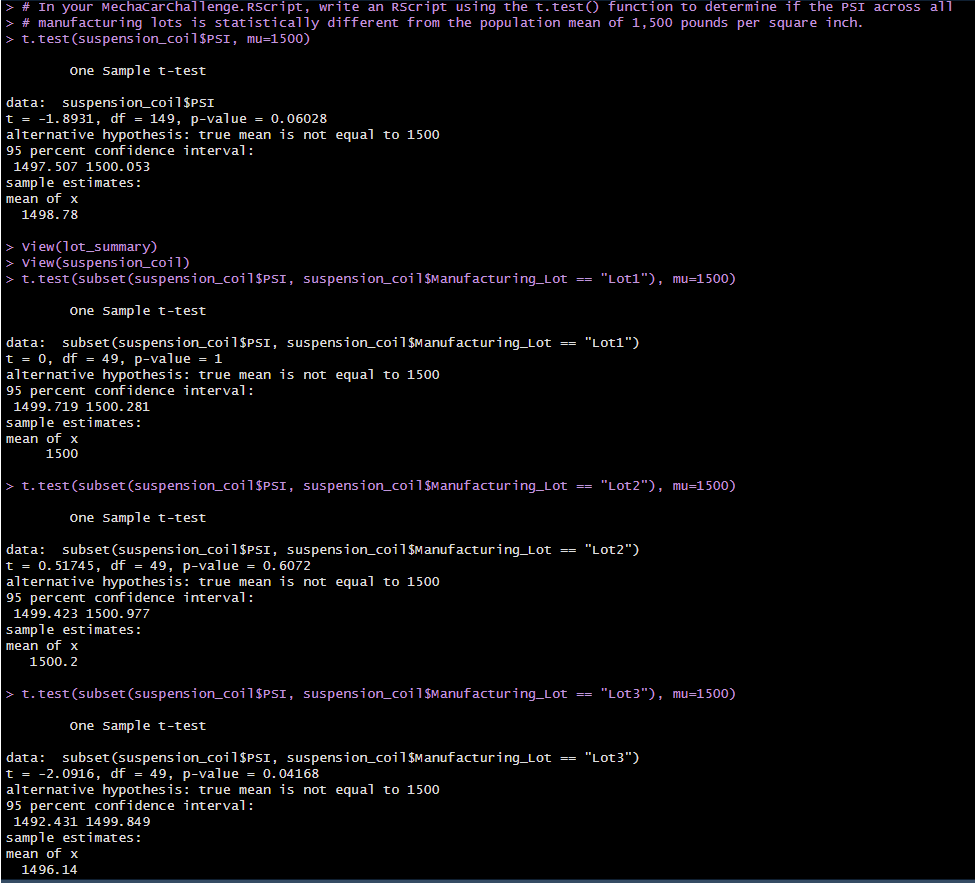 > # In your MechaCarChallenge.RScript, write an RScript using the t.test() function to determine if the PSI across all
> # manufacturing lots is statistically different from the population mean of 1,500 pounds per square inch.
> t.test(suspension_coil$PSI, mu=1500)
One Sample t-test
data:  suspension_coil$PSI
t = -1.8931, df = 149, p-value = 0.06028
alternative hypothesis: true mean is not equal to 1500
95 percent confidence interval:
1497.507 1500.053
sample estimates:
mean of x
1498.78
> View(lot_summary)
> View(suspension_coil)
> t.test(subset(suspension_coil$PSI, suspension_coil$Manufacturing_Lot == "Lot1"), mu=1500)
One Sample t-test
data:  subset(suspension_coil$PSI, suspension_coil$Manufacturing_Lot == "Lot1")
t = 0, df = 49, p-value = 1
alternative hypothesis: true mean is not equal to 1500
95 percent confidence interval:
1499.719 1500.281
sample estimates:
mean of x
1500
> t.test(subset(suspension_coil$PSI, suspension_coil$Manufacturing_Lot == "Lot2"), mu=1500)
One Sample t-test
data:  subset(suspension_coil$PSI, suspension_coil$Manufacturing_Lot == "Lot2")
t = 0.51745, df = 49, p-value = 0.6072
alternative hypothesis: true mean is not equal to 1500
95 percent confidence interval:
1499.423 1500.977
sample estimates:
mean of x
1500.2
> t.test(subset(suspension_coil$PSI, suspension_coil$Manufacturing_Lot == "Lot3"), mu=1500)
One Sample t-test
data:  subset(suspension_coil$PSI, suspension_coil$Manufacturing_Lot == "Lot3")
t = -2.0916, df = 49, p-value = 0.04168
alternative hypothesis: true mean is not equal to 1500
95 percent confidence interval:
1492.431 1499.849
sample estimates:
mean of x
1496.14